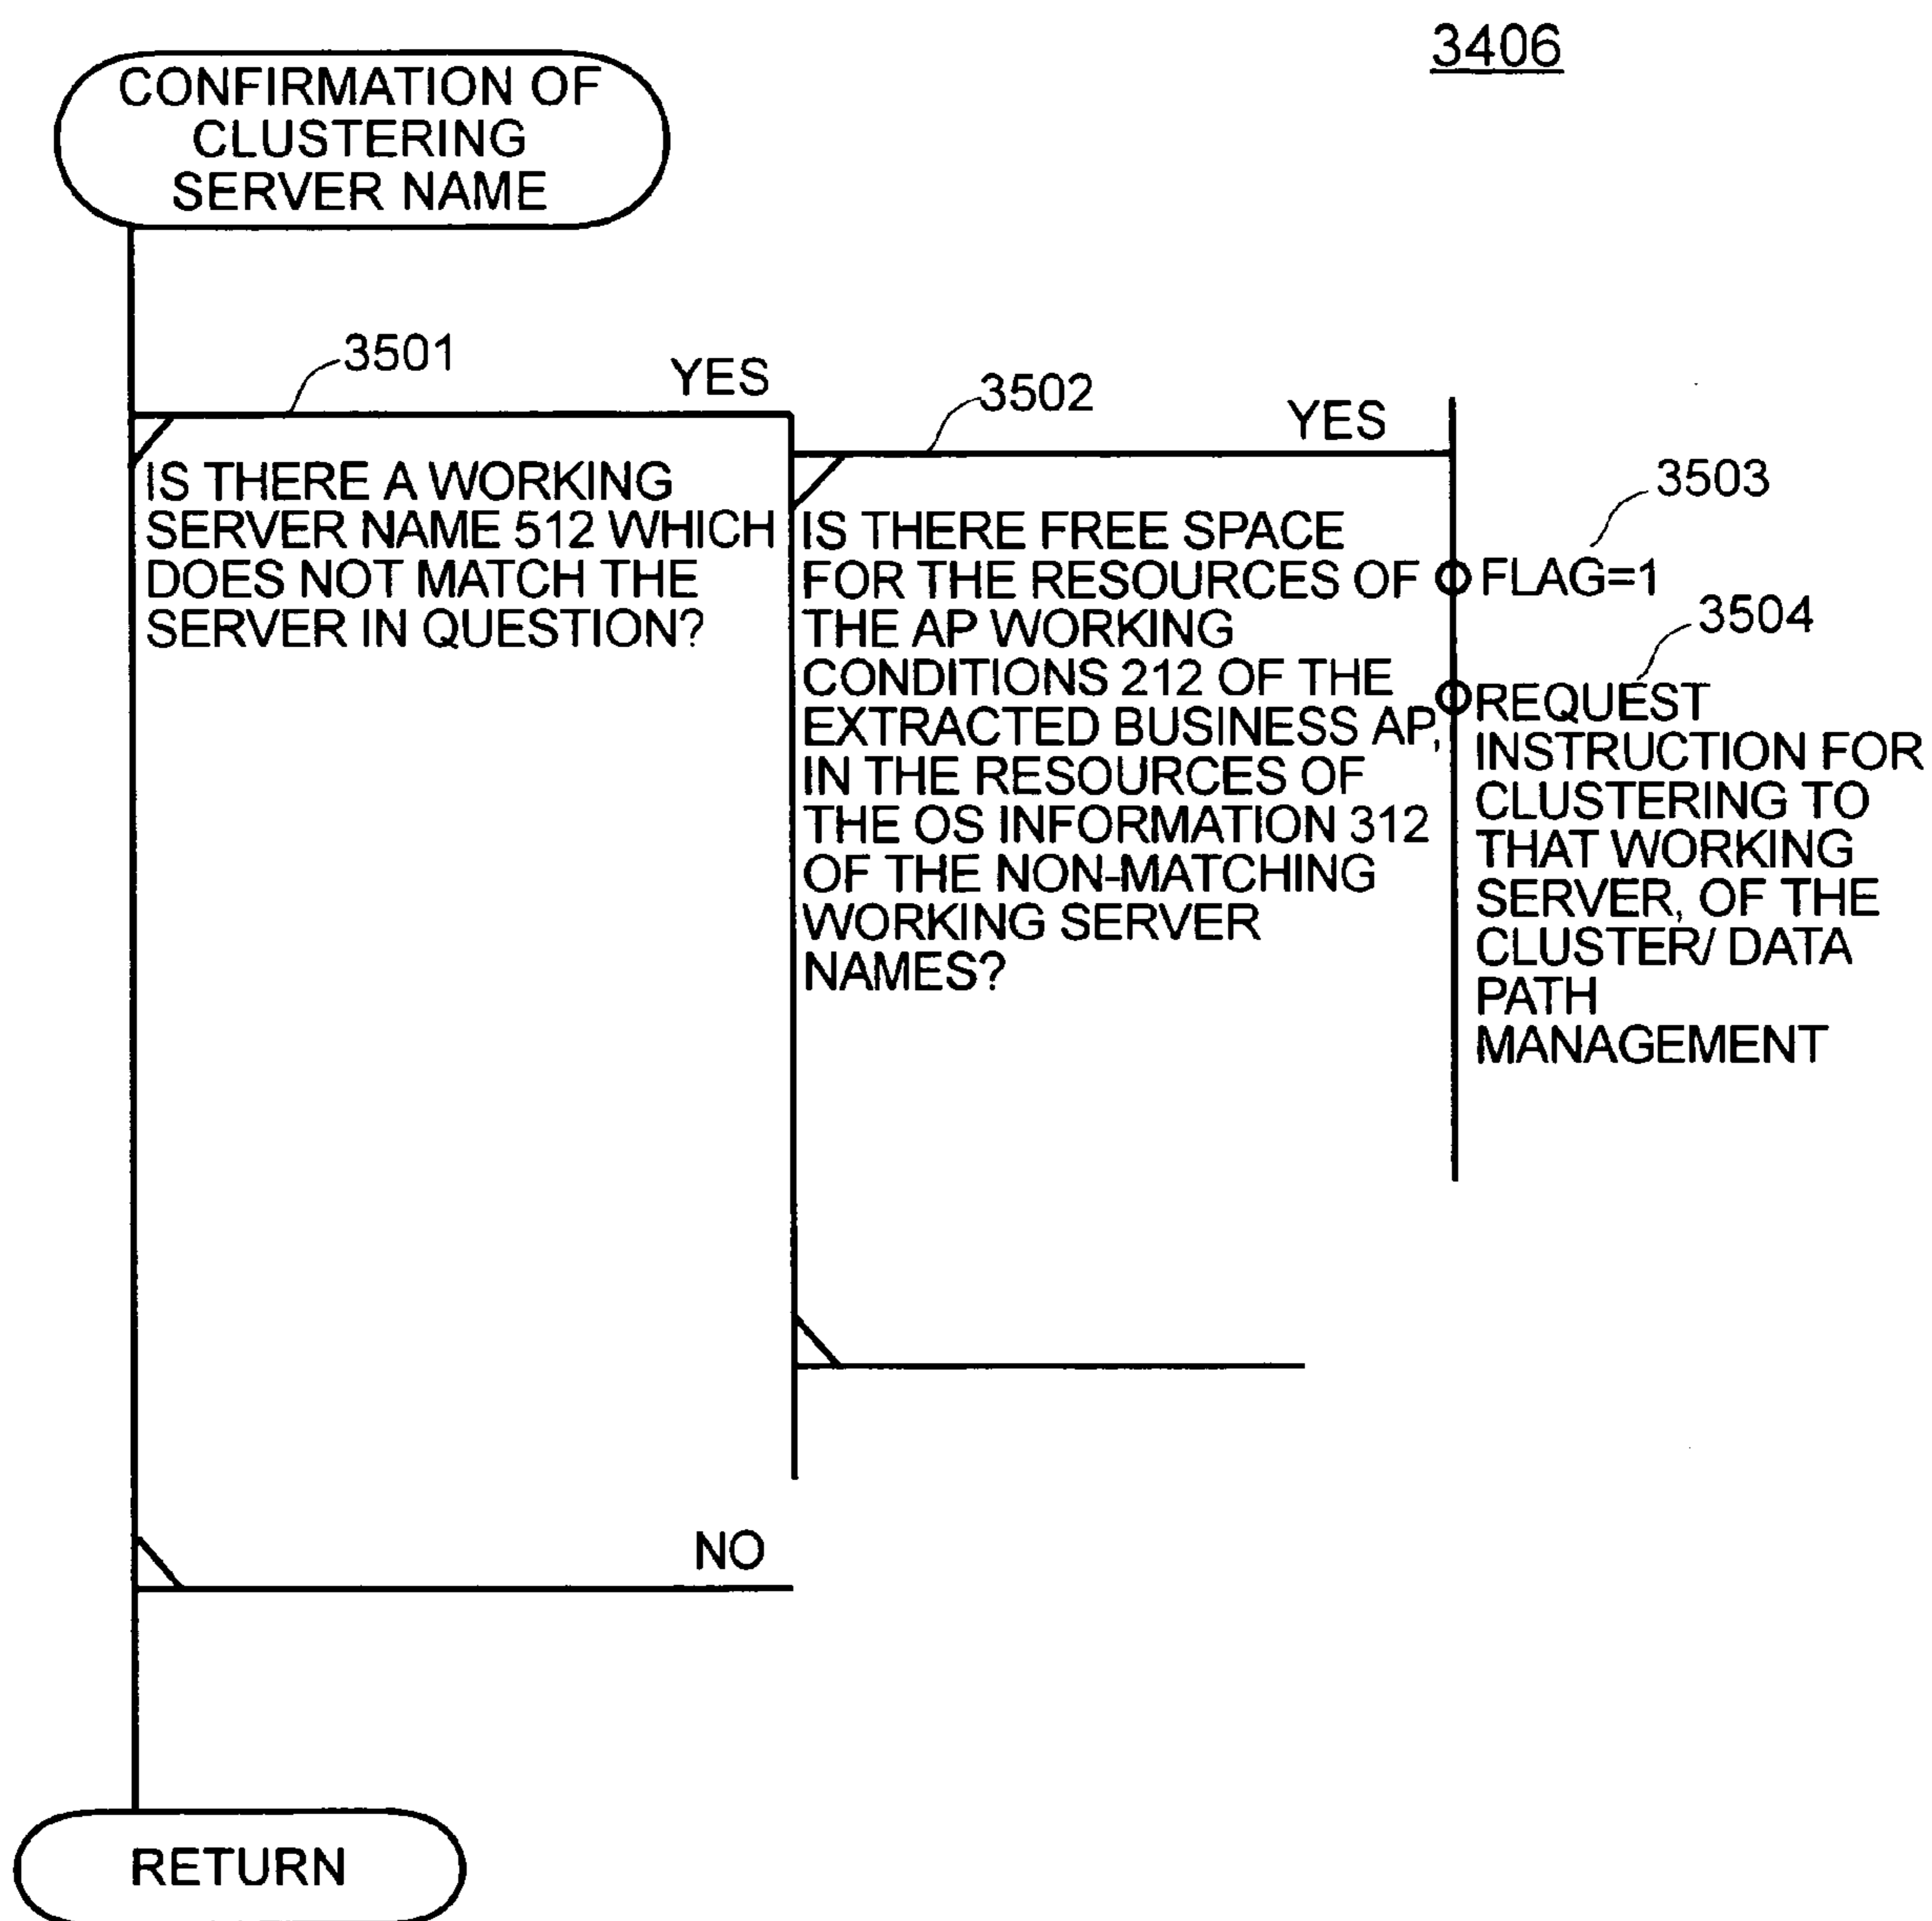 3406
CONFIRMATION OF
CLUSTERING
SERVER NAME
3501
YES
IS THERE A WORKING
SERVER NAME 512 WHICH
DOES NOT MATCH THE
SERVER IN QUESTION?
3502
YES
IS THERE FREE SPACE
FOR THE RESOURCES OF
THE AP WORKING
CONDITIONS 212 OF THE
EXTRACTED BUSINESS AP,
IN THE RESOURCES OF
THE OS INFORMATION 312
OF THE NON-MATCHING
WORKING SERVER
NAMES?
3503
FLAG=1
3504
REQUEST
INSTRUCTION FOR
CLUSTERING TO
THAT WORKING
SERVER, OF THE
CLUSTER/ DATA
PATH
MANAGEMENT
NO
RETURN